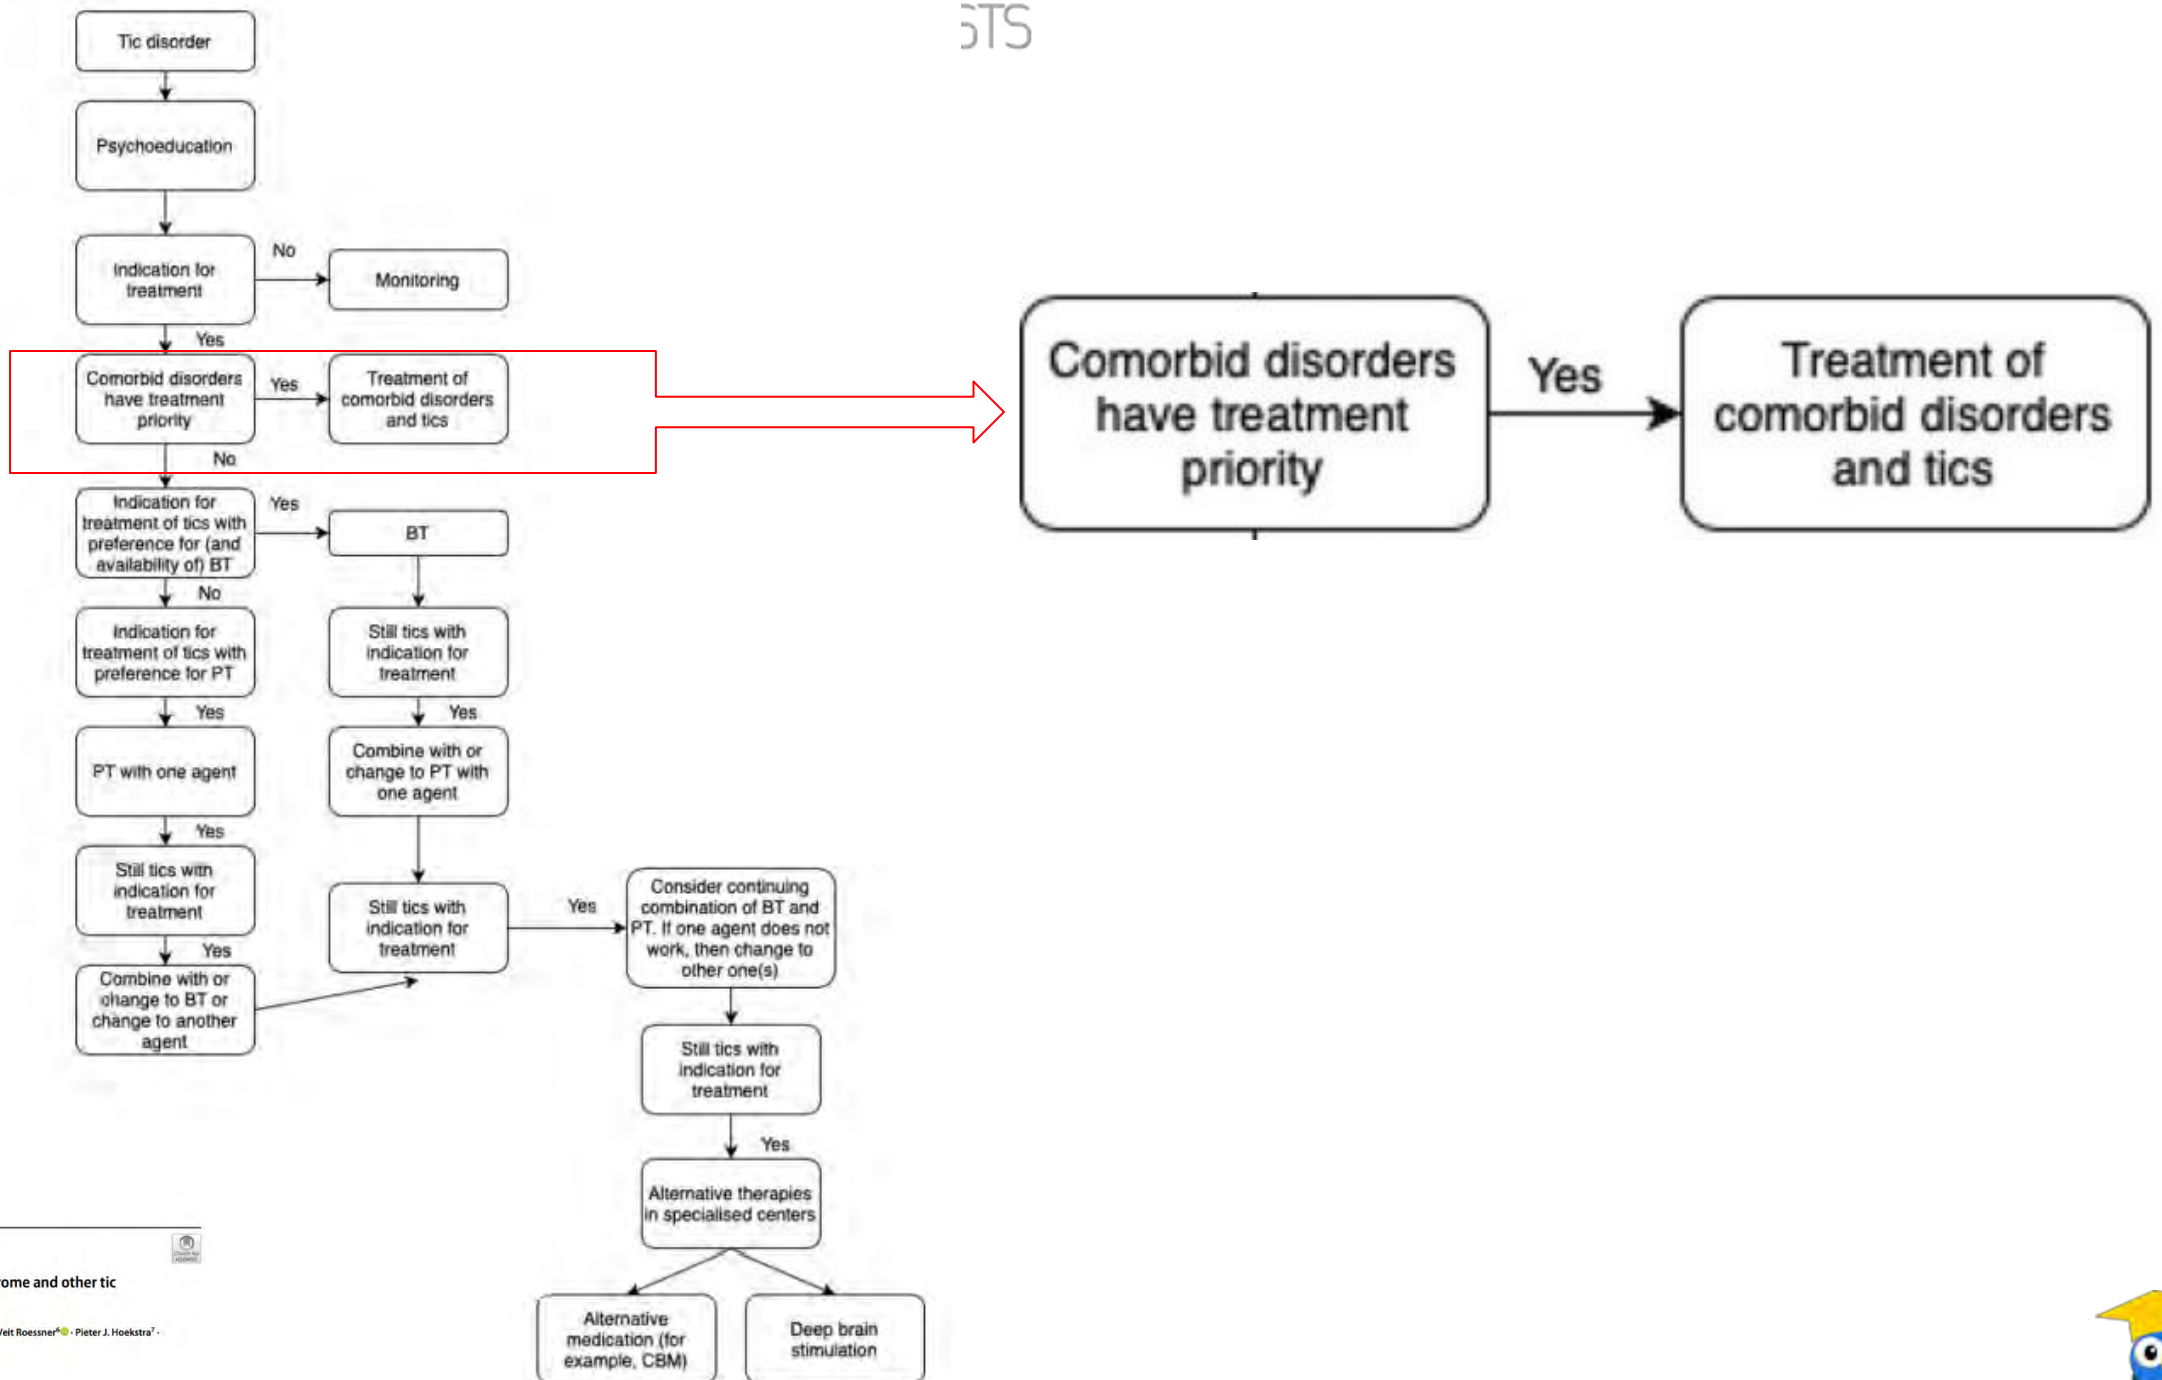 STS
Tic disorder
Psychoeducation
Indication for
treatment
No
Monitoring
Yes
Comorbid disorders
have treatment
priority
Yes
Treatment of
comorbid disorders
and tics
No
Indication for
treatment of tics with
preference for (and
availability of) BT
Yes
BT
No
Indication for
treatment of tics with
preference for PT
Still tics with
indication for
treatment
Yes
Yes
PT with one agent
Combine with or
change to PT with
one agent
Yes
Still tics with
indication for
treatment
Still tics with
indication for
treatment
Yes
Consider continuing
combination of BT and
PT. If one agent does not
work, then change to
other one(s)
Yes
Combine with or
change to BT or
change to another
agent
Still tics with
indication for
treatment
Yes
Alternative therapies
in specialised centers
Alternative
medication (for
example, CBM)
Deep brain
stimulation
Comorbid disorders
have treatment
priority
Yes
Treatment of
comorbid disorders
and tics
ome and other tic
Veit Roessner6 · Pieter J. Hoekstra7 ·